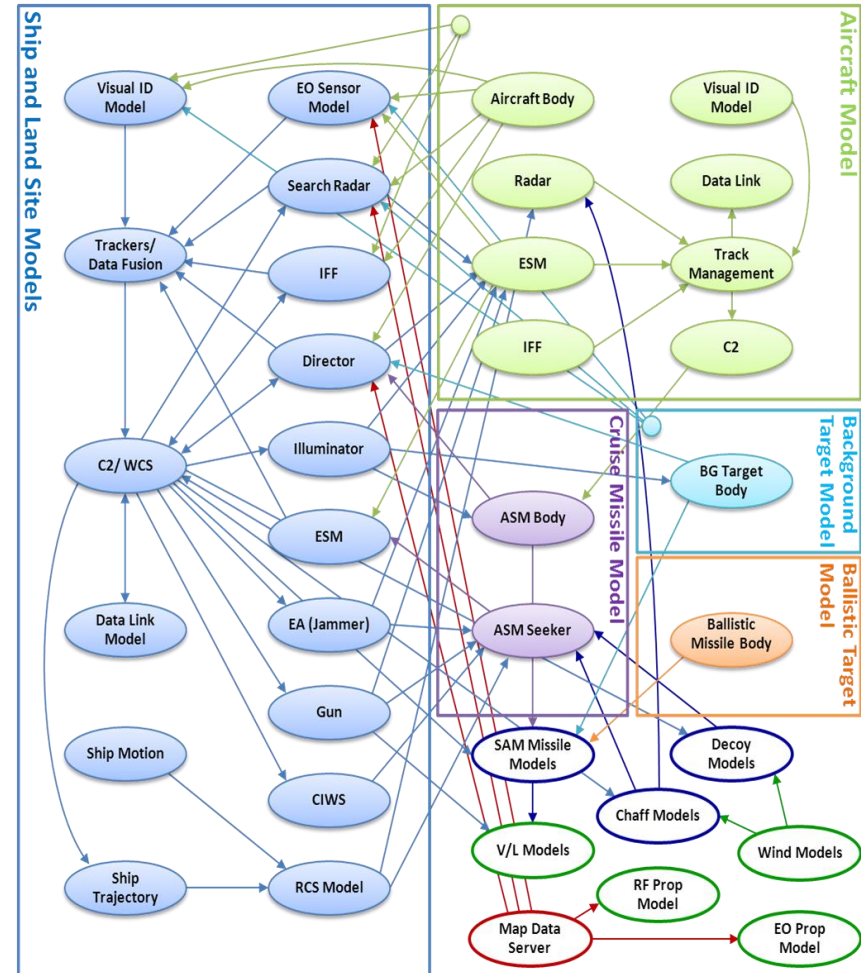 Ship and Land Site Models
Visual ID
Model
EO Sensor
Model
Search Radar
Trackers/
Data Fusion
IFF
Director
C2/ WCS
Illuminator
ESM
Data Link
Model
EA (Jammer)
Gun
Ship Motion
CIWS
Ship
Trajectory
RCS Model
Aircraft Model
Aircraft Body
Visual ID
Model
Radar
Data Link
ESM
Track
Management
IFF
C2
Cruise Missile Model
ASM Body
ASM Seeker
Background
Target Model
BG Target
Body
Ballistic Target
Model
Ballistic
Missile Body
SAM Missile
Models
Decoy
Models
Chaff Models
V/L Models
Wind Models
RF Prop
Model
Map Data
Server
EO Prop
Model